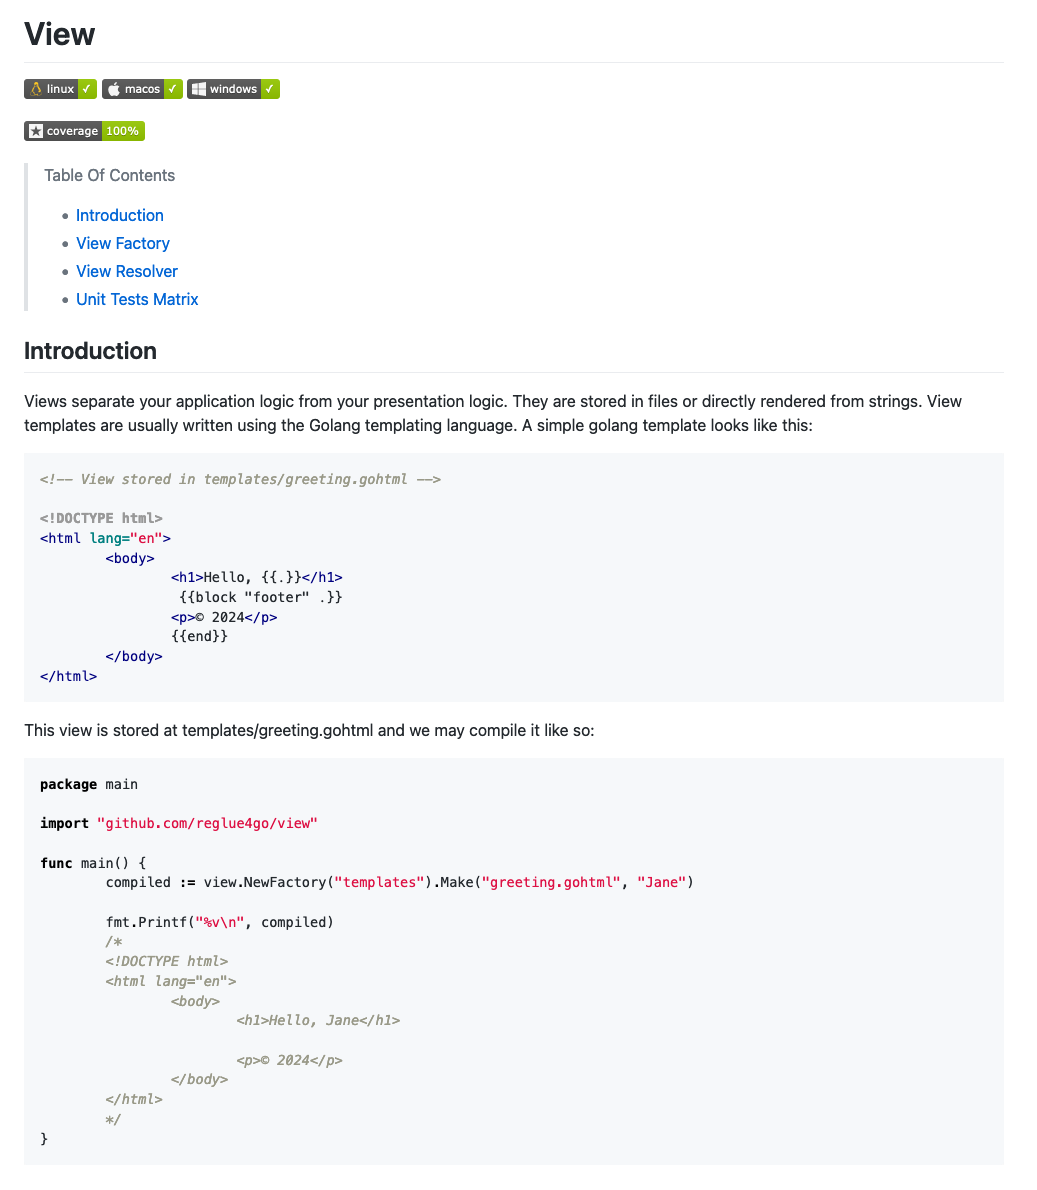 View
linux ✓ macos ✓ windows ✓
coverage 100%
Table Of Contents
• Introduction
• View Factory
• View Resolver
• Unit Tests Matrix
Introduction
Views separate your application logic from your presentation logic. They are stored in files or directly rendered from strings. View
templates are usually written using the Golang templating language. A simple golang template looks like this:
<!-- View stored in templates/greeting.gohtml -->
<!DOCTYPE html>
<html lang="en">
<body>
<h1>Hello, {{.}}</h1>
{{block "footer" .}}
<p>© 2024</p>
{{end}}
</body>
</html>
This view is stored at templates/greeting.gohtml and we may compile it like so:
package main
import "github.com/reglue4go/view"
func main() {
compiled := view.NewFactory("templates").Make("greeting.gohtml", "Jane")
fmt.Printf("%v\n", compiled)
/*
<!DOCTYPE html>
<html lang="en">
<body>
<h1>Hello, Jane</h1>
<p>© 2024</p>
</body>
</html>
*/
}